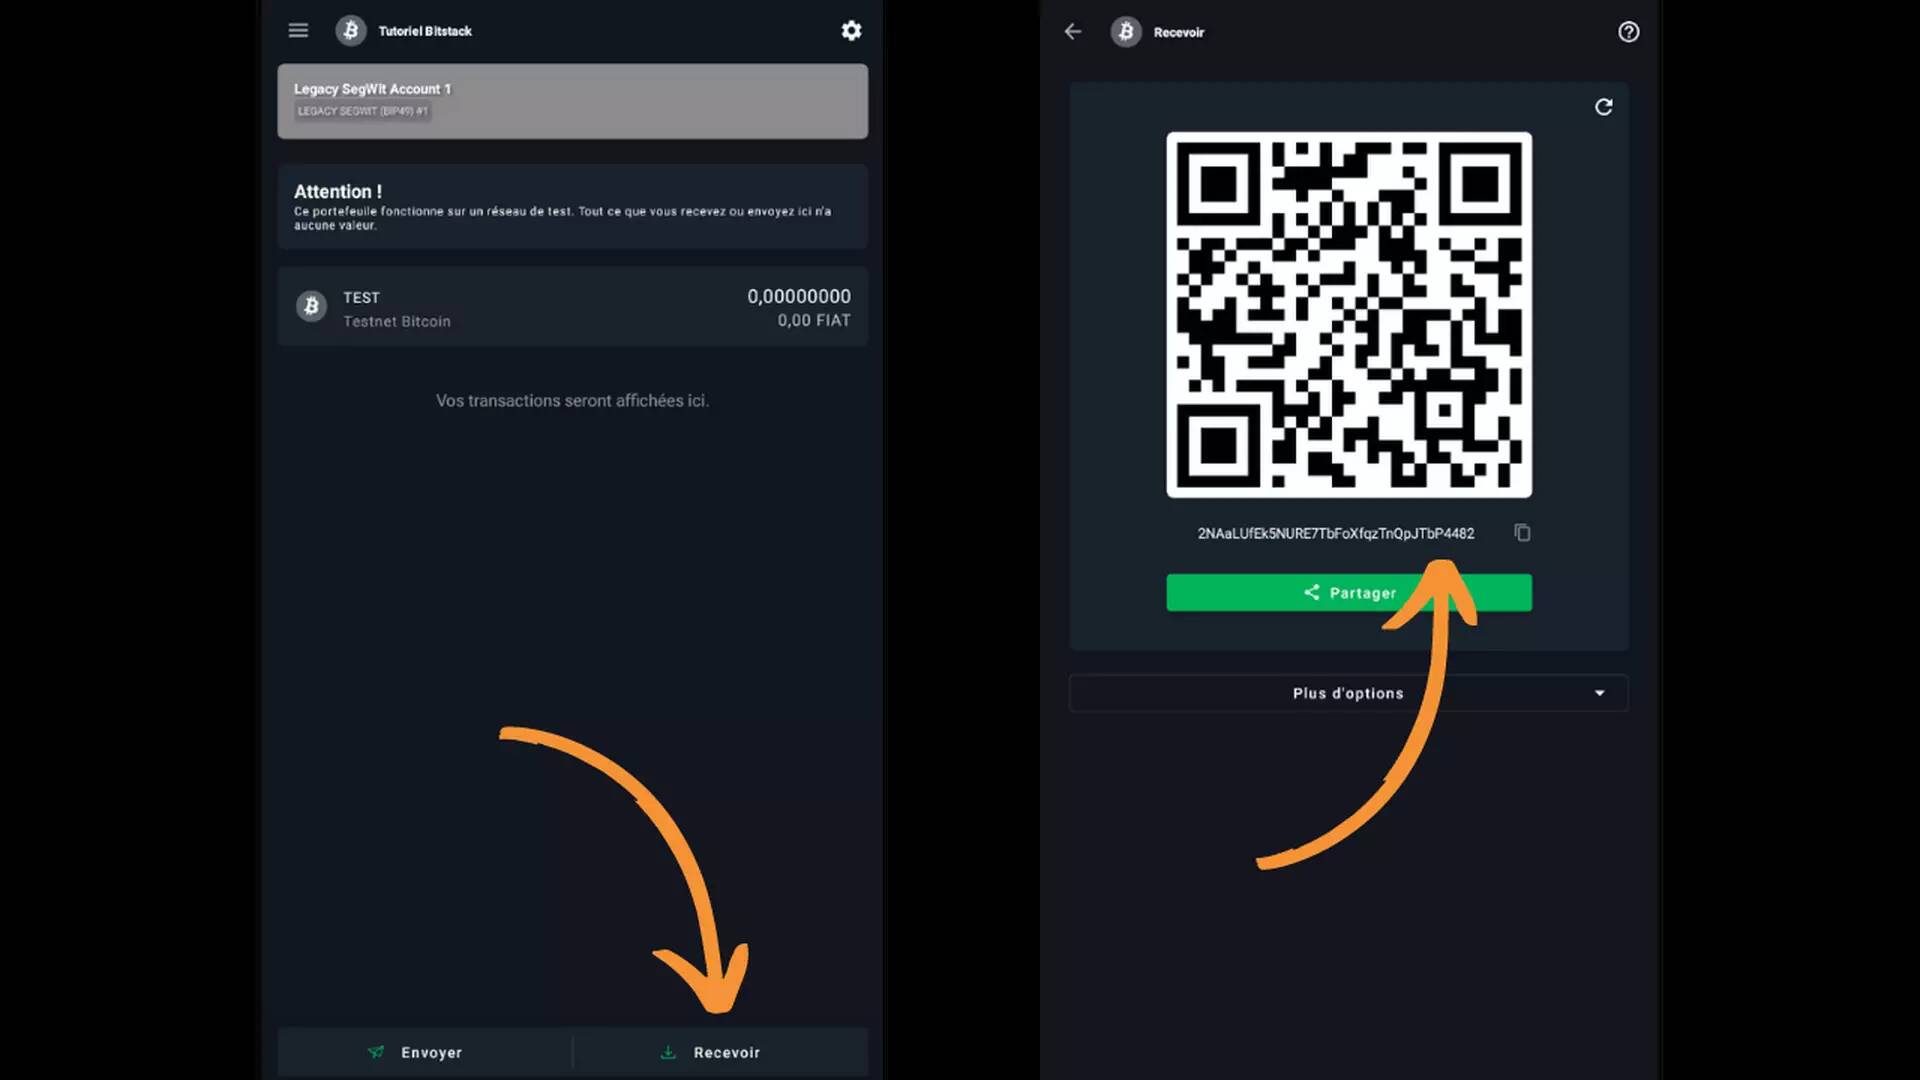 Tutoriel Bitstack
Legacy SegWit Account 1
LEGACY SEGWIT (BIP49) #1
Attention !
Ce portefeuille fonctionne sur un réseau de test. Tout ce que vous recevez ou envoyez ici n'a
aucune valeur.
TEST
0,00000000
Testnet Bitcoin
0,00 FIAT
Vos transactions seront affichées ici.
Envoyer
Recevoir
Recevoir
2NAaLUfEk5NURE7TbFoXfqzTnQpJTbP4482
Partager
Plus d'options